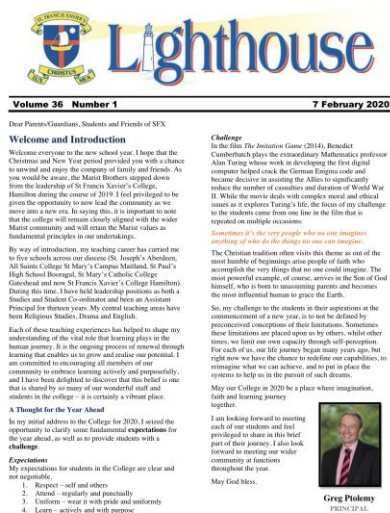 ST. FRANCIS XAVIER'S
LUX CHRISTUS MEA
Lighthouse
Volume 36 Number 1 7 February 2020
Dear Parents/Guardians, Students and Friends of SFX
Welcome and Introduction
Welcome everyone to the new school year. I hope that the
Christmas and New Year period provided you with a chance
to unwind and enjoy the company of family and friends. As
you would be aware, the Marist Brothers stepped down
from the leadership of St Francis Xavier's College,
Hamilton during the course of 2019. I feel privileged to be
given the opportunity to now lead the community as we
move into a new era. In saying this, it is important to note
that the college will remain closely aligned with the wider
Marist community and will retain the Marist values as
fundamental principles in our undertakings.
By way of introduction, my teaching career has carried me
to five schools across our diocese (St. Joseph's Aberdeen,
All Saints College St Mary's Campus Maitland, St Paul's
High School Booragul, St Mary's Catholic College
Gateshead and now St Francis Xavier's College Hamilton).
During this time, I have held leadership positions as both a
Studies and Student Co-ordinator and been an Assistant
Principal for thirteen years. My central teaching areas have
been Religious Studies, Drama and English.
Each of these teaching experiences has helped to shape my
understanding of the vital role that learning plays in the
human journey. It is the ongoing process of renewal through
learning that enables us to grow and realise our potential. I
am committed to encouraging all members of our
community to embrace learning actively and purposefully,
and I have been delighted to discover that this belief is one
that is shared by so many of our wonderful staff and
students in the college – it is certainly a vibrant place.
A Thought for the Year Ahead
In my initial address to the College for 2020, I seized the
opportunity to clarify some fundamental expectations for
the year ahead, as well as to provide students with a
challenge.
Expectations
My expectations for students in the College are clear and
not negotiable.
1. Respect – self and others
2. Attend – regularly and punctually
3. Uniform – wear it with pride and uniformly
4. Learn – actively and with purpose
Challenge
In the film The Imitation Game (2014), Benedict
Cumberbatch plays the extraordinary Mathematics professor
Alan Turing whose work in developing the first digital
computer helped crack the German Enigma code and
became decisive in assisting the Allies to significantly
reduce the number of casualties and duration of World War
II. While the movie deals with complex moral and ethical
issues as it explores Turing's life, the focus of my challenge
to the students came from one line in the film that is
repeated on multiple occasions:
Sometimes it's the very people who no one imagines
anything of who do the things no one can imagine.
The Christian tradition often visits this theme as out of the
most humble of beginnings arise people of faith who
accomplish the very things that no one could imagine. The
most powerful example, of course, arrives in the Son of God
himself, who is born to unassuming parents and becomes
the most influential human to grace the Earth.
So, my challenge to the students in their aspirations at the
commencement of a new year, is to not be defined by
preconceived conceptions of their limitations. Sometimes
these limitations are placed upon us by others, whilst other
times, we limit our own capacity through self-perception.
For each of us, our life journey began many years ago, but
right now we have the chance to redefine our capabilities, to
reimagine what we can achieve, and to put in place the
systems to help us in the pursuit of such dreams.
May our College in 2020 be a place where imagination,
faith and learning journey
together.
I am looking forward to meeting
each of our students and feel
privileged to share in this brief
part of their journey. I also look
forward to meeting our wider
community at functions
throughout the year.
May God bless.
Greg Ptolemy
PRINCIPAL